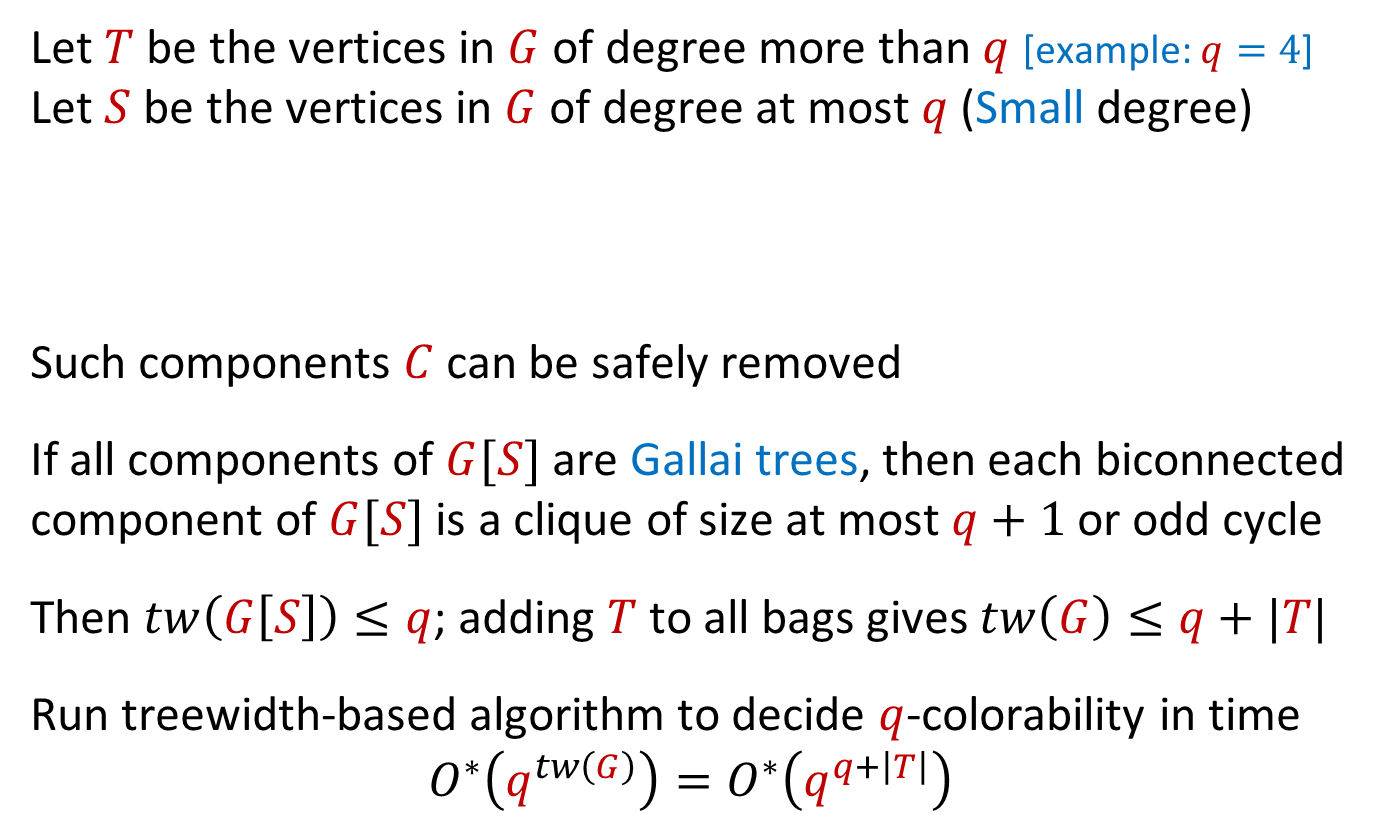 Let T be the vertices in G of degree more than q [example: q = 4]
Let S be the vertices in G of degree at most q (Small degree)
Such components C can be safely removed
If all components of G[S] are Gallai trees, then each biconnected
component of G[S] is a clique of size at most q + 1 or odd cycle
Then tw(G[S]) ≤ q; adding T to all bags gives tw(G) ≤ q + |T|
Run treewidth-based algorithm to decide q-colorability in time
O*(q^{tw(G)}) = O*(q^{q+|T|})